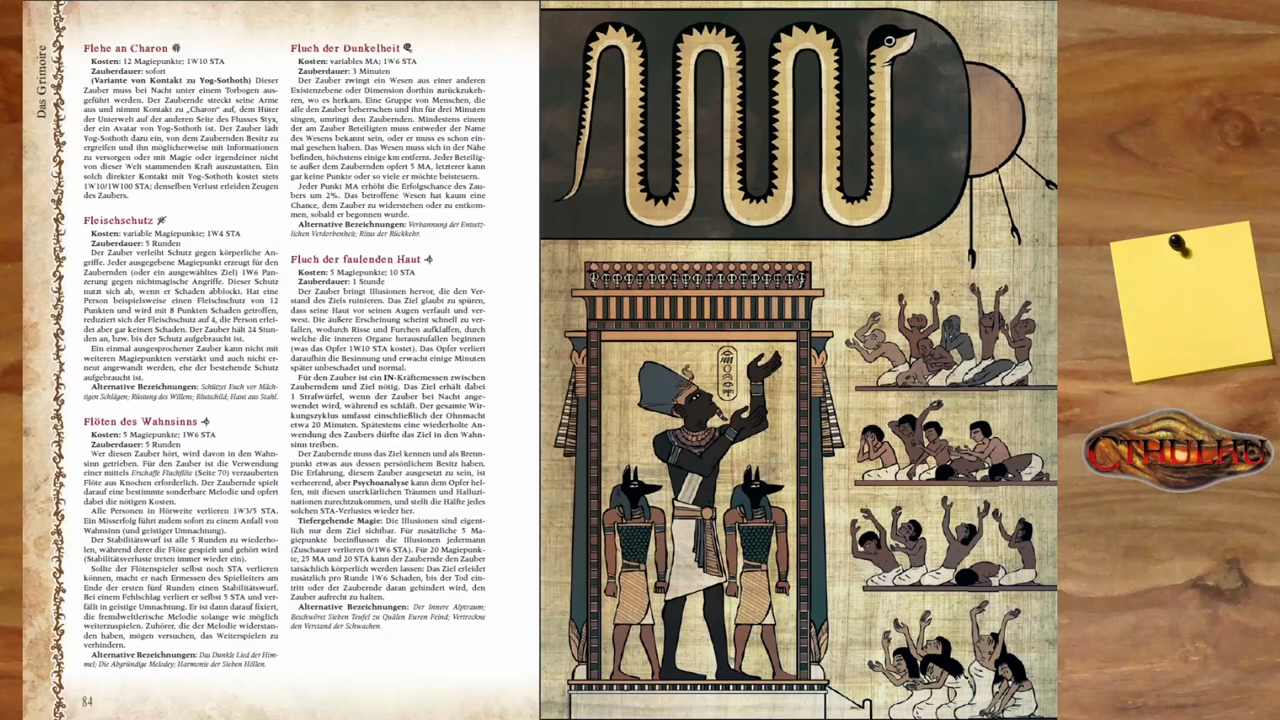 Das Grimoire
Flehe an Charon
Kosten: 12 Magiepunkte; 1W10 STA
Zauberdauer: sofort
(Variante von Kontakt zu Yog-Sothoth) Dieser
Zauber muss bei Nacht unter einem Torbogen aus-
geführt werden. Der Zaubernde streckt seine Arme
aus und nimmt Kontakt zu „Charon“ auf, dem Hüter
der Unterwelt auf der anderen Seite des Flusses Styx,
der ein Avatar von Yog-Sothoth ist. Der Zauber lädt
Yog-Sothoth dazu ein, von dem Zaubernden Besitz zu
ergreifen und ihn möglicherweise mit Informationen
zu versorgen oder mit Magie oder irgendeiner nicht
von dieser Welt stammenden Kraft auszustatten. Ein
solch direkter Kontakt mit Yog-Sothoth kostet stets
1W10/1W100 STA; denselben Verlust erleiden Zeugen
des Zaubers.
Fleischschutz
Kosten: variable Magiepunkte; 1W4 STA
Zauberdauer: 5 Runden
Der Zauber verleiht Schutz gegen körperliche An-
griffe. Jeder ausgegebene Magiepunkt erzeugt für den
Zaubernden (oder ein ausgewähltes Ziel) 1W6 Pan-
zerung gegen nichtmagische Angriffe. Dieser Schutz
nutzt sich ab, wenn er Schaden abblockt. Hat eine
Person beispielsweise einen Fleischschutz von 12
Punkten und wird mit 8 Punkten Schaden getroffen,
reduziert sich der Fleischschutz auf 4, die Person erlei-
det aber gar keinen Schaden. Der Zauber hält 24 Stun-
den an, bzw. bis der Schutz aufgebraucht ist.
Ein einmal ausgesprochener Zauber kann nicht mit
weiteren Magiepunkten verstärkt und auch nicht er-
neut angewandt werden, ehe der bestehende Schutz
aufgebraucht ist.
Alternative Bezeichnungen: Schützet Euch vor Mäch-
tigen Schlägen; Rüstung des Willens; Blutschild; Haut aus Stahl.
Flöten des Wahnsinns
Kosten: 5 Magiepunkte; 1W6 STA
Zauberdauer: 5 Runden
Wer diesen Zauber hört, wird davon in den Wahn-
sinn getrieben. Für den Zauber ist die Verwendung
einer mittels Erschaffe Fluchflöte (Seite 70) verzauberten
Flöte aus Knochen erforderlich. Der Zaubernde spielt
darauf eine bestimmte sonderbare Melodie und opfert
dabei die nötigen Kosten.
Alle Personen in Hörweite verlieren 1W3/5 STA.
Ein Misserfolg führt zudem sofort zu einem Anfall von
Wahnsinn (und geistiger Umnachtung).
Der Stabilitätswurf ist alle 5 Runden zu wiederho-
len, während derer die Flöte gespielt und gehört wird
(Stabilitätsverluste treten immer wieder ein).
Sollte der Flötenspieler selbst noch STA verlieren
können, macht er nach Ermessen des Spielleiters am
Ende der ersten fünf Runden einen Stabilitätswurf.
Bei einem Fehlschlag verliert er selbst 5 STA und ver-
fällt in geistige Umnachtung. Er ist dann darauf fixiert,
die fremdweltlerische Melodie solange wie möglich
weiterzuspielen. Zuhörer, die der Melodie widerstan-
den haben, mögen versuchen, das Weiterspielen zu
verhindern.
Alternative Bezeichnungen: Das Dunkle Lied der Him-
mel; Die Abgründige Melodey; Harmonie der Sieben Höllen.
84
Fluch der Dunkelheit
Kosten: variables MA; 1W6 STA
Zauberdauer: 3 Minuten
Der Zauber zwingt ein Wesen aus einer anderen
Existenzebene oder Dimension dorthin zurückzukeh-
ren, wo es herkam. Eine Gruppe von Menschen, die
alle den Zauber beherrschen und ihn für drei Minuten
singen, umringt den Zaubernden. Mindestens einem
der am Zauber Beteiligten muss entweder der Name
des Wesens bekannt sein, oder er muss es schon ein-
mal gesehen haben. Das Wesen muss sich in der Nähe
befinden, höchstens einige km entfernt. Jeder Beteilig-
te außer dem Zaubernden opfert 5 MA, letzterer kann
gar keine Punkte oder so viele er möchte beisteuern.
Jeder Punkt MA erhöht die Erfolgschance des Zau-
bers um 2%. Das betroffene Wesen hat kaum eine
Chance, dem Zauber zu widerstehen oder zu entkom-
men, sobald er begonnen wurde.
Alternative Bezeichnungen: Verbannung der Entsetz-
lichen Verdorbenheit; Ritus der Rückkehr.
Fluch der faulenden Haut
Kosten: 5 Magiepunkte; 10 STA
Zauberdauer: 1 Stunde
Der Zauber bringt Illusionen hervor, die den Ver-
stand des Ziels ruinieren. Das Ziel glaubt zu spüren,
dass seine Haut vor seinen Augen verfault und ver-
west. Die äußere Erscheinung scheint schnell zu ver-
fallen, wodurch Risse und Furchen aufklaffen, durch
welche die inneren Organe herauszufallen beginnen
(was das Opfer 1W10 STA kostet). Das Opfer verliert
daraufhin die Besinnung und erwacht einige Minuten
später unbeschadet und normal.
Für den Zauber ist ein IN-Kräftemessen zwischen
Zauberndem und Ziel nötig. Das Ziel erhält dabei
1 Strafwürfel, wenn der Zauber bei Nacht ange-
wendet wird, während es schläft. Der gesamte Wir-
kungszyklus umfasst einschließlich der Ohnmacht
etwa 20 Minuten. Spätestens eine wiederholte An-
wendung des Zaubers dürfte das Ziel in den Wahn-
sinn treiben.
Der Zaubernde muss das Ziel kennen und als Brenn-
punkt etwas aus dessen persönlichem Besitz haben.
Die Erfahrung, diesem Zauber ausgesetzt zu sein, ist
verheerend, aber Psychoanalyse kann dem Opfer hel-
fen, mit diesen unerklärlichen Träumen und Halluzi-
nationen zurechtzukommen, und stellt die Hälfte jedes
solchen STA-Verlustes wieder her.
Tiefergehende Magie: Die Illusionen sind eigent-
lich nur dem Ziel sichtbar. Für zusätzliche 5 Ma-
giepunkte beeinflussen die Illusionen jedermann
(Zuschauer verlieren 0/1W6 STA). Für 20 Magiepunk-
te, 25 MA und 20 STA kann der Zaubernde den Zauber
tatsächlich körperlich werden lassen: Das Ziel erleidet
zusätzlich pro Runde 1W6 Schaden, bis der Tod ein-
tritt oder der Zaubernde daran gehindert wird, den
Zauber aufrecht zu halten.
Alternative Bezeichnungen: Der Innere Alptraum;
Beschwöret Sieben Teufel zu Quälen Euren Feind; Vertrockne
den Verstand der Schwachen.
CTHULHU